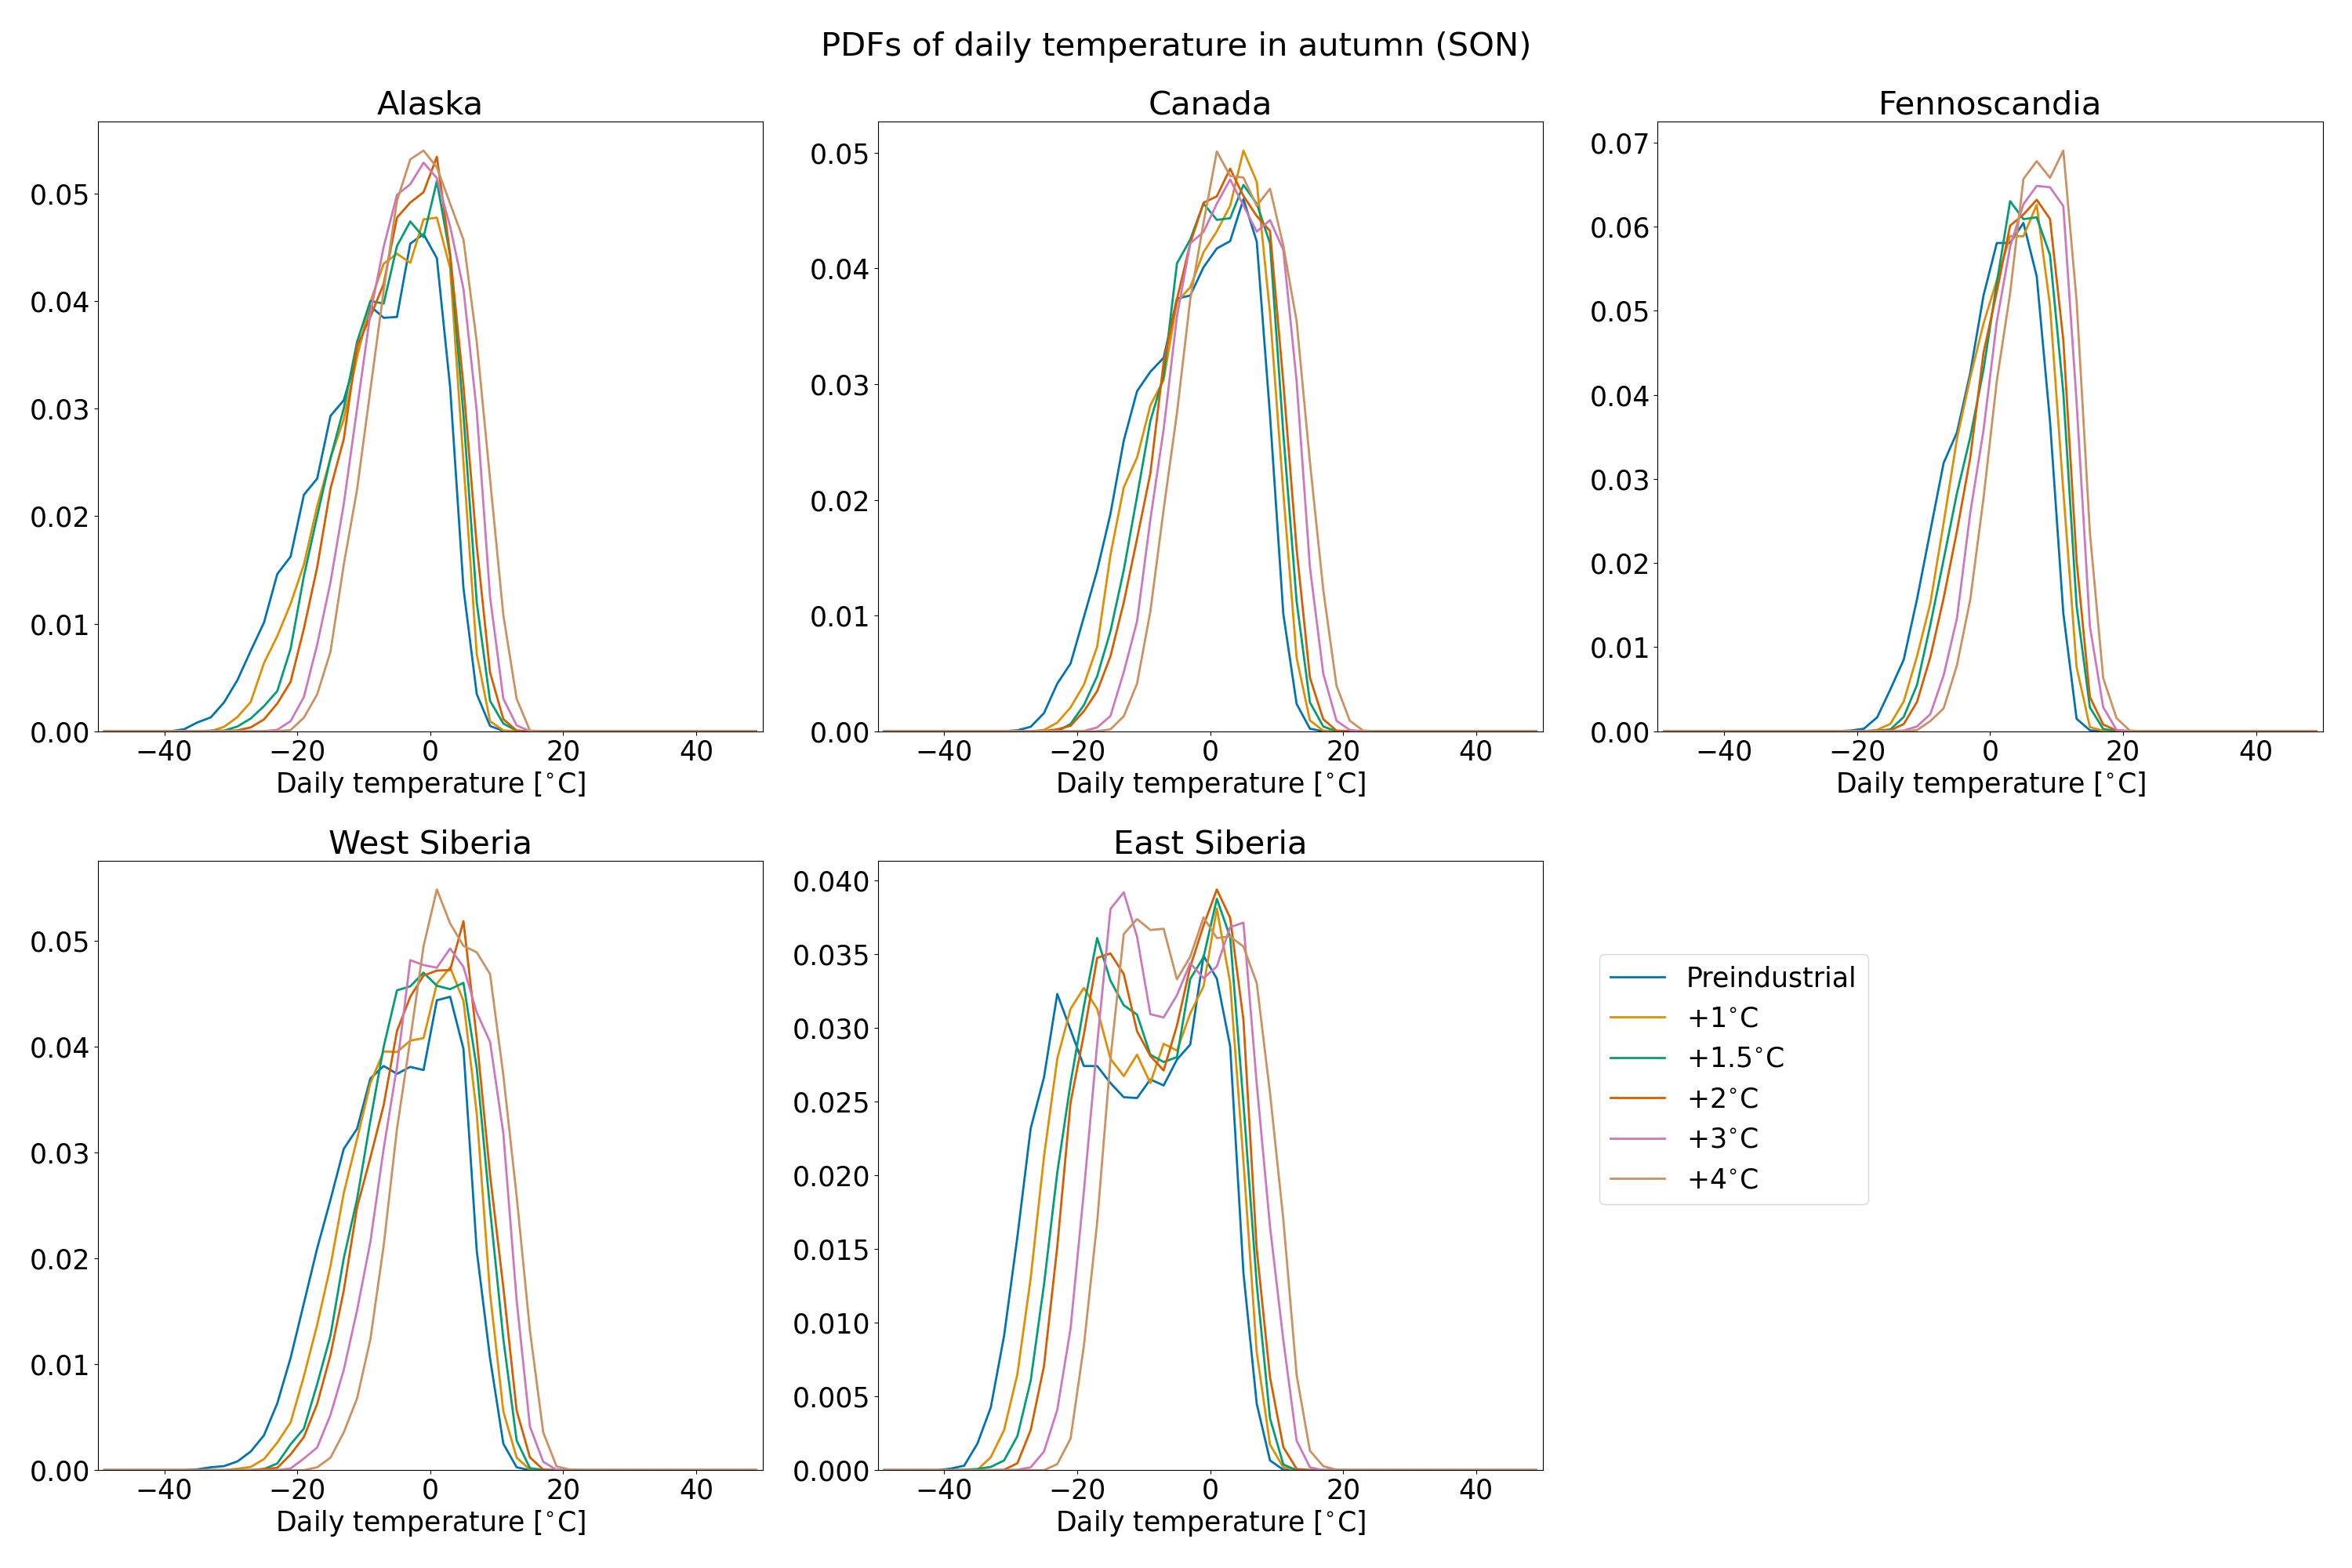 PDFs of daily temperature in autumn (SON)
Alaska
0.05
0.04
0.03
0.02
0.01
0.00
−40 −20 0 20 40
Daily temperature [°C]
Canada
0.05
0.04
0.03
0.02
0.01
0.00
−40 −20 0 20 40
Daily temperature [°C]
Fennoscandia
0.07
0.06
0.05
0.04
0.03
0.02
0.01
0.00
−40 −20 0 20 40
Daily temperature [°C]
West Siberia
0.05
0.04
0.03
0.02
0.01
0.00
−40 −20 0 20 40
Daily temperature [°C]
East Siberia
0.040
0.035
0.030
0.025
0.020
0.015
0.010
0.005
0.000
−40 −20 0 20 40
Daily temperature [°C]
Preindustrial
+1°C
+1.5°C
+2°C
+3°C
+4°C